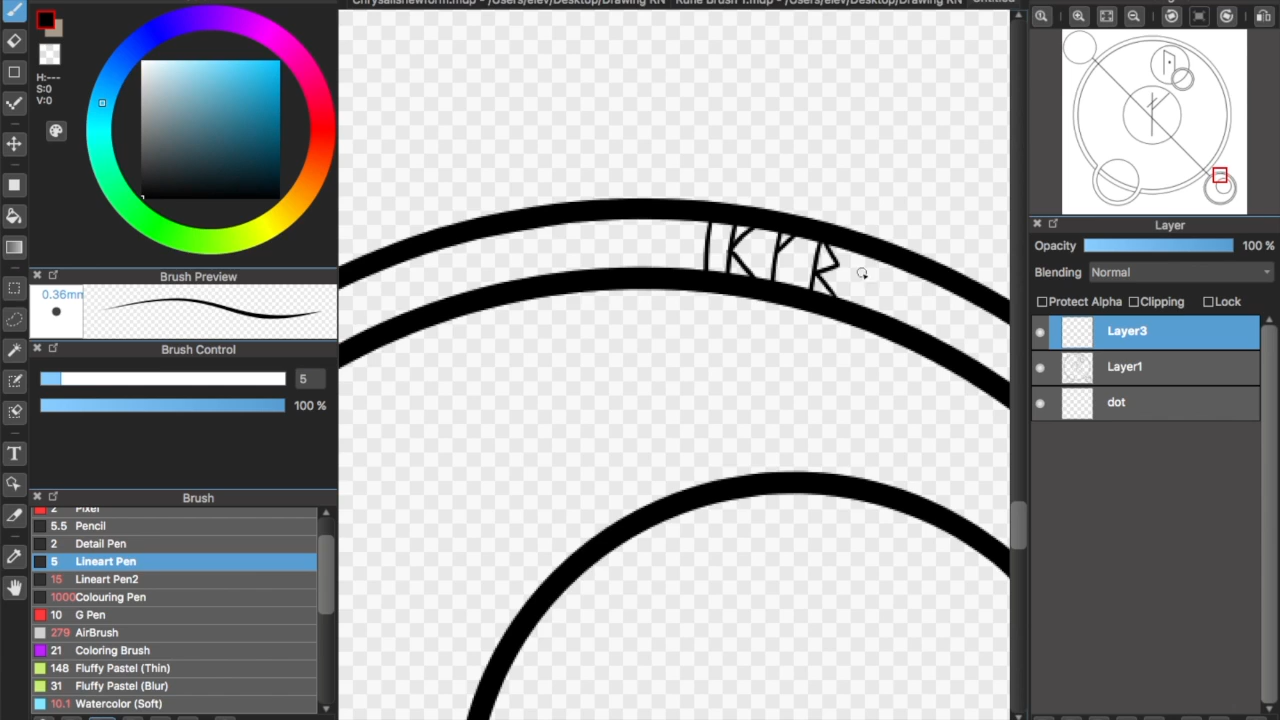 H:---
S:0
V:0
Brush Preview
0.36mm
Brush Control
5
100 %
Brush
2 Pixel
5.5 Pencil
2 Detail Pen
5 Lineart Pen
15 Lineart Pen2
1000 Colouring Pen
10 G Pen
279 AirBrush
21 Coloring Brush
148 Fluffy Pastel (Thin)
31 Fluffy Pastel (Blur)
10.1 Watercolor (Soft)
T
Layer
Opacity 100 %
Blending Normal
Protect Alpha Clipping Lock
Layer3
Layer1
dot